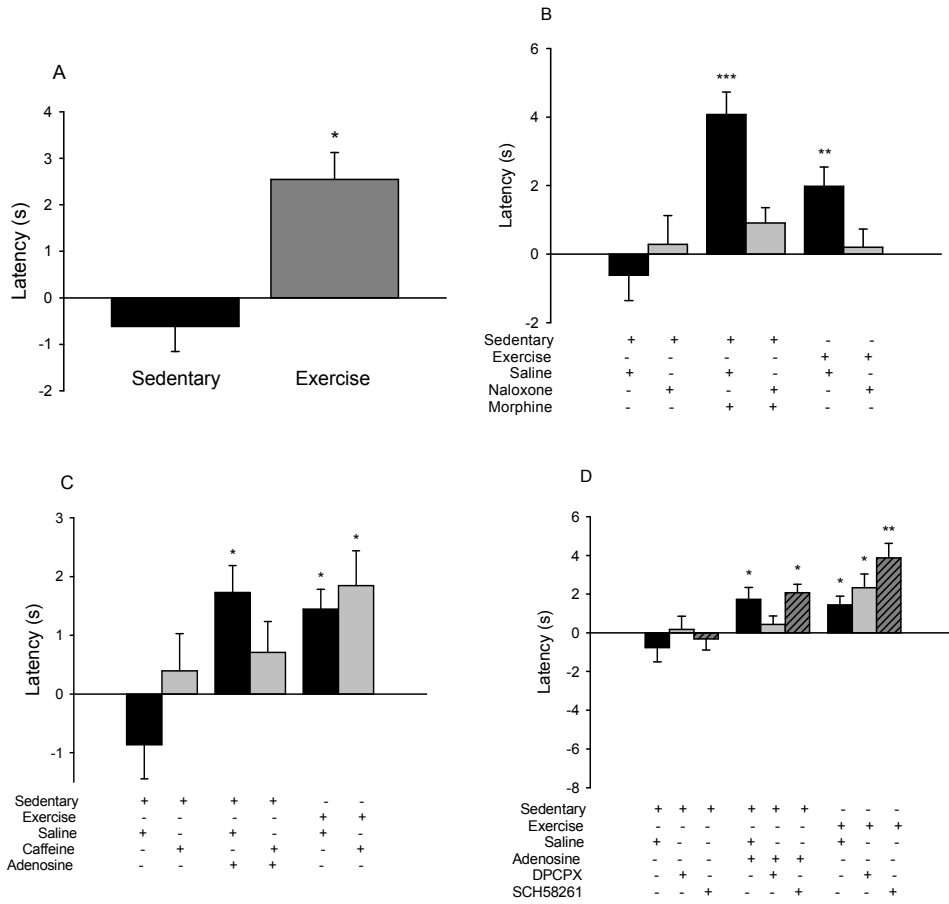 A
4
3
2
1
0
-1
-2
Latency (s)
*
Sedentary Exercise
B
6
4
2
0
-2
Latency (s)
*** **
Sedentary + + + + - -
Exercise - - - - + +
Saline + - + - + -
Naloxone - + - + - +
Morphine - - + + - -
C
3
2
1
0
-1
Latency (s)
* * *
Sedentary + + + + - -
Exercise - - - - + +
Saline + - + - + -
Caffeine - + - + - +
Adenosine - - + + - -
D
6
4
2
0
-2
-4
-6
-8
Latency (s)
* * * * **
Sedentary + + + + + + - - -
Exercise - - - - - - + + +
Saline + - - + - - + - -
Adenosine - - - + + + - - -
DPCPX - + - - + - - + -
SCH58261 - - + - - + - - +